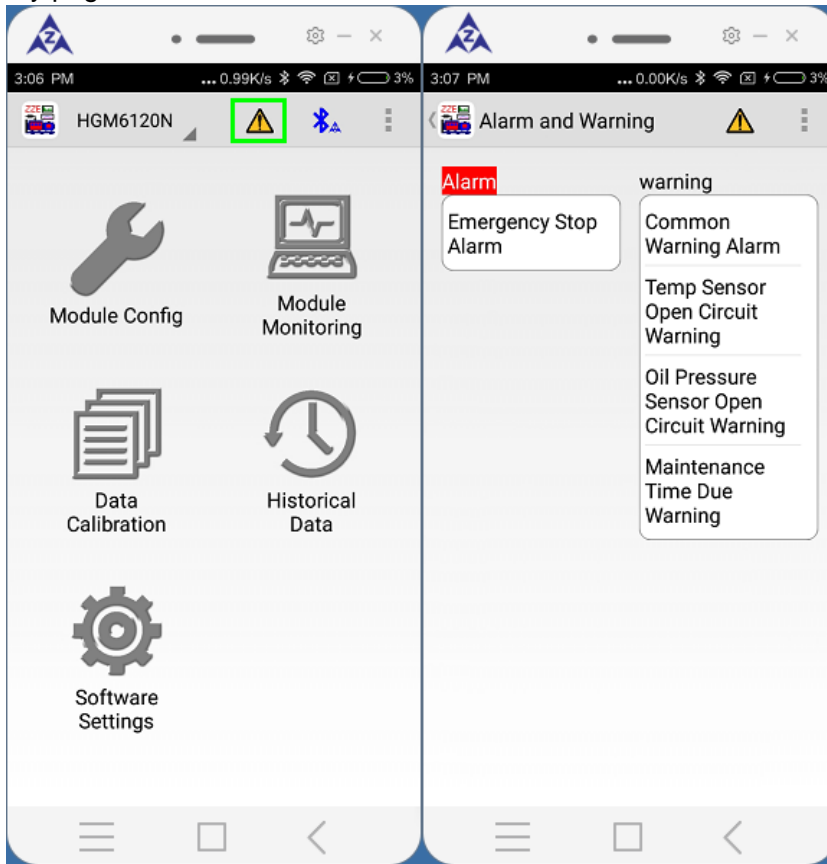 3:06 PM
... 0.99K/s
3%
ZZE
HGM6120N
Module Config
Module
Monitoring
Data
Calibration
Historical
Data
Software
Settings
3:07 PM
... 0.00K/s
3%
ZZE
Alarm and Warning
Alarm
Emergency Stop
Alarm
warning
Common
Warning Alarm
Temp Sensor
Open Circuit
Warning
Oil Pressure
Sensor Open
Circuit Warning
Maintenance
Time Due
Warning